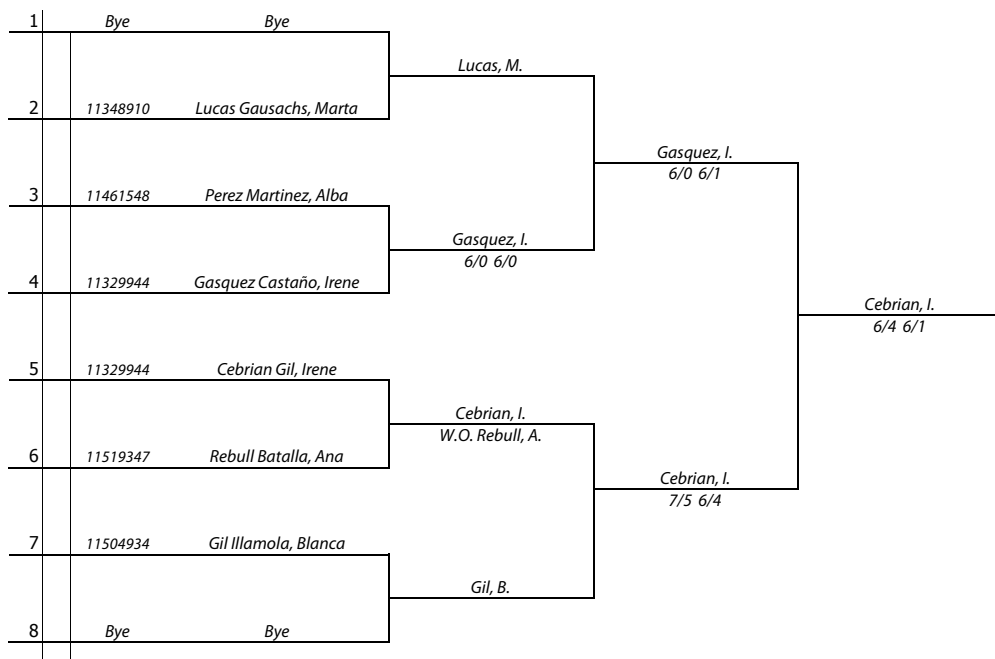 1 Bye Bye
Lucas, M.
2 11348910 Lucas Gausachs, Marta
Gasquez, I.
6/0 6/1
3 11461548 Perez Martinez, Alba
Gasquez, I.
6/0 6/0
4 11329944 Gasquez Castaño, Irene
Cebrian, I.
6/4 6/1
5 11329944 Cebrian Gil, Irene
Cebrian, I.
W.O. Rebull, A.
6 11519347 Rebull Batalla, Ana
Cebrian, I.
7/5 6/4
7 11504934 Gil Illamola, Blanca
Gil, B.
8 Bye Bye